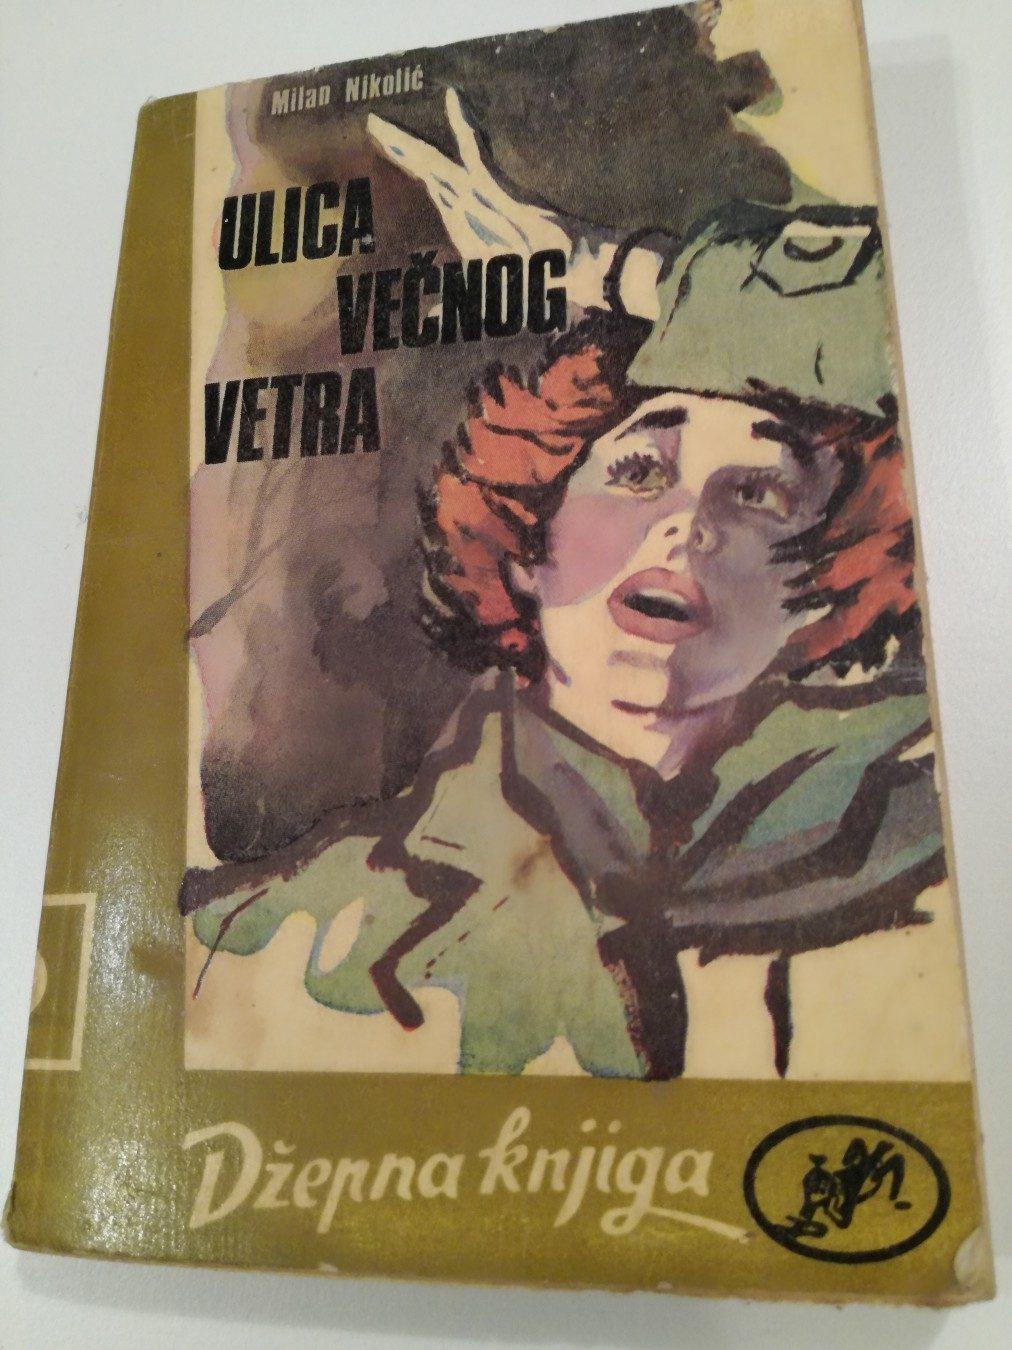 Milan Nikolić
ULICA
VEČNOG
VETRA
Džepna knjiga